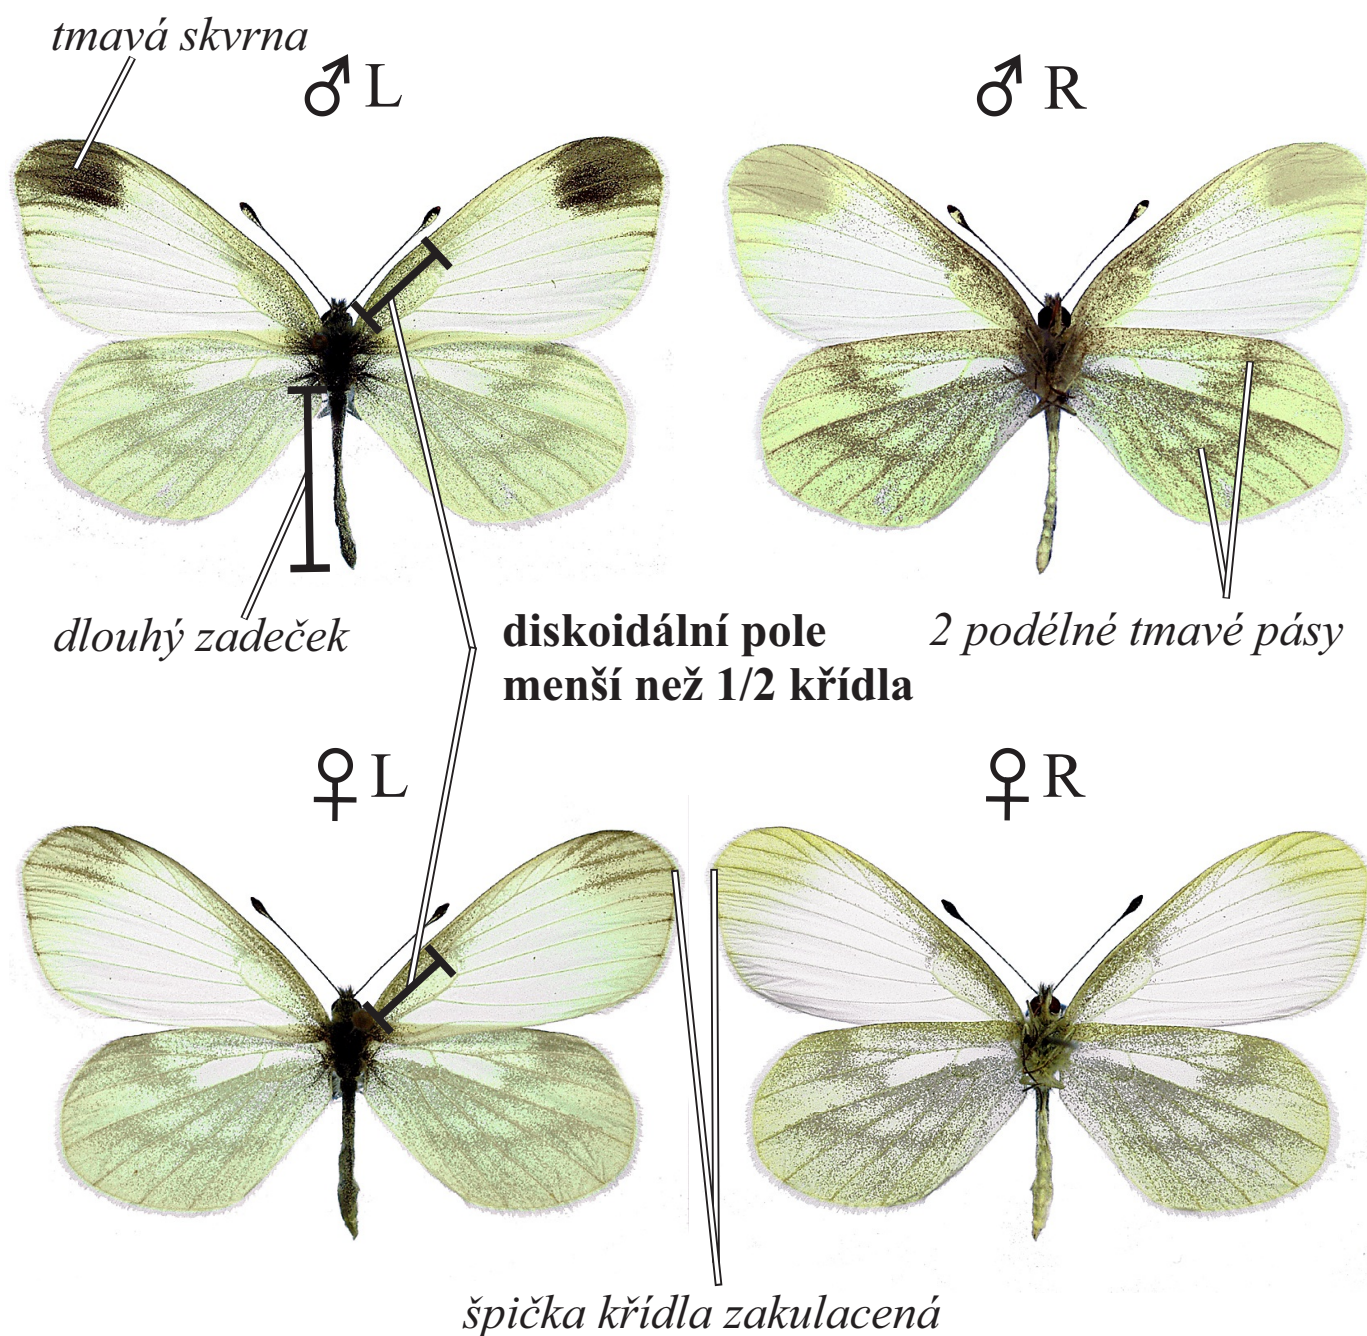 tmavá skvrna
♂ L
♂ R
dlouhý zadeček
diskoidální pole
menší než 1/2 křídla
2 podélné tmavé pásy
♀ L
♀ R
špička křídla zakulacená